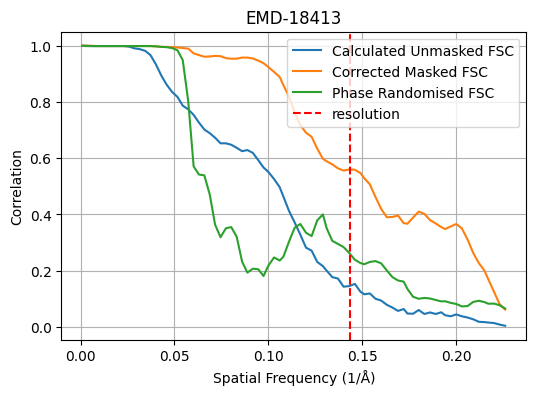 EMD-18413
Calculated Unmasked FSC
Corrected Masked FSC
Phase Randomised FSC
resolution
Correlation
1.0
0.8
0.6
0.4
0.2
0.0
0.00 0.05 0.10 0.15 0.20
Spatial Frequency (1/Å)